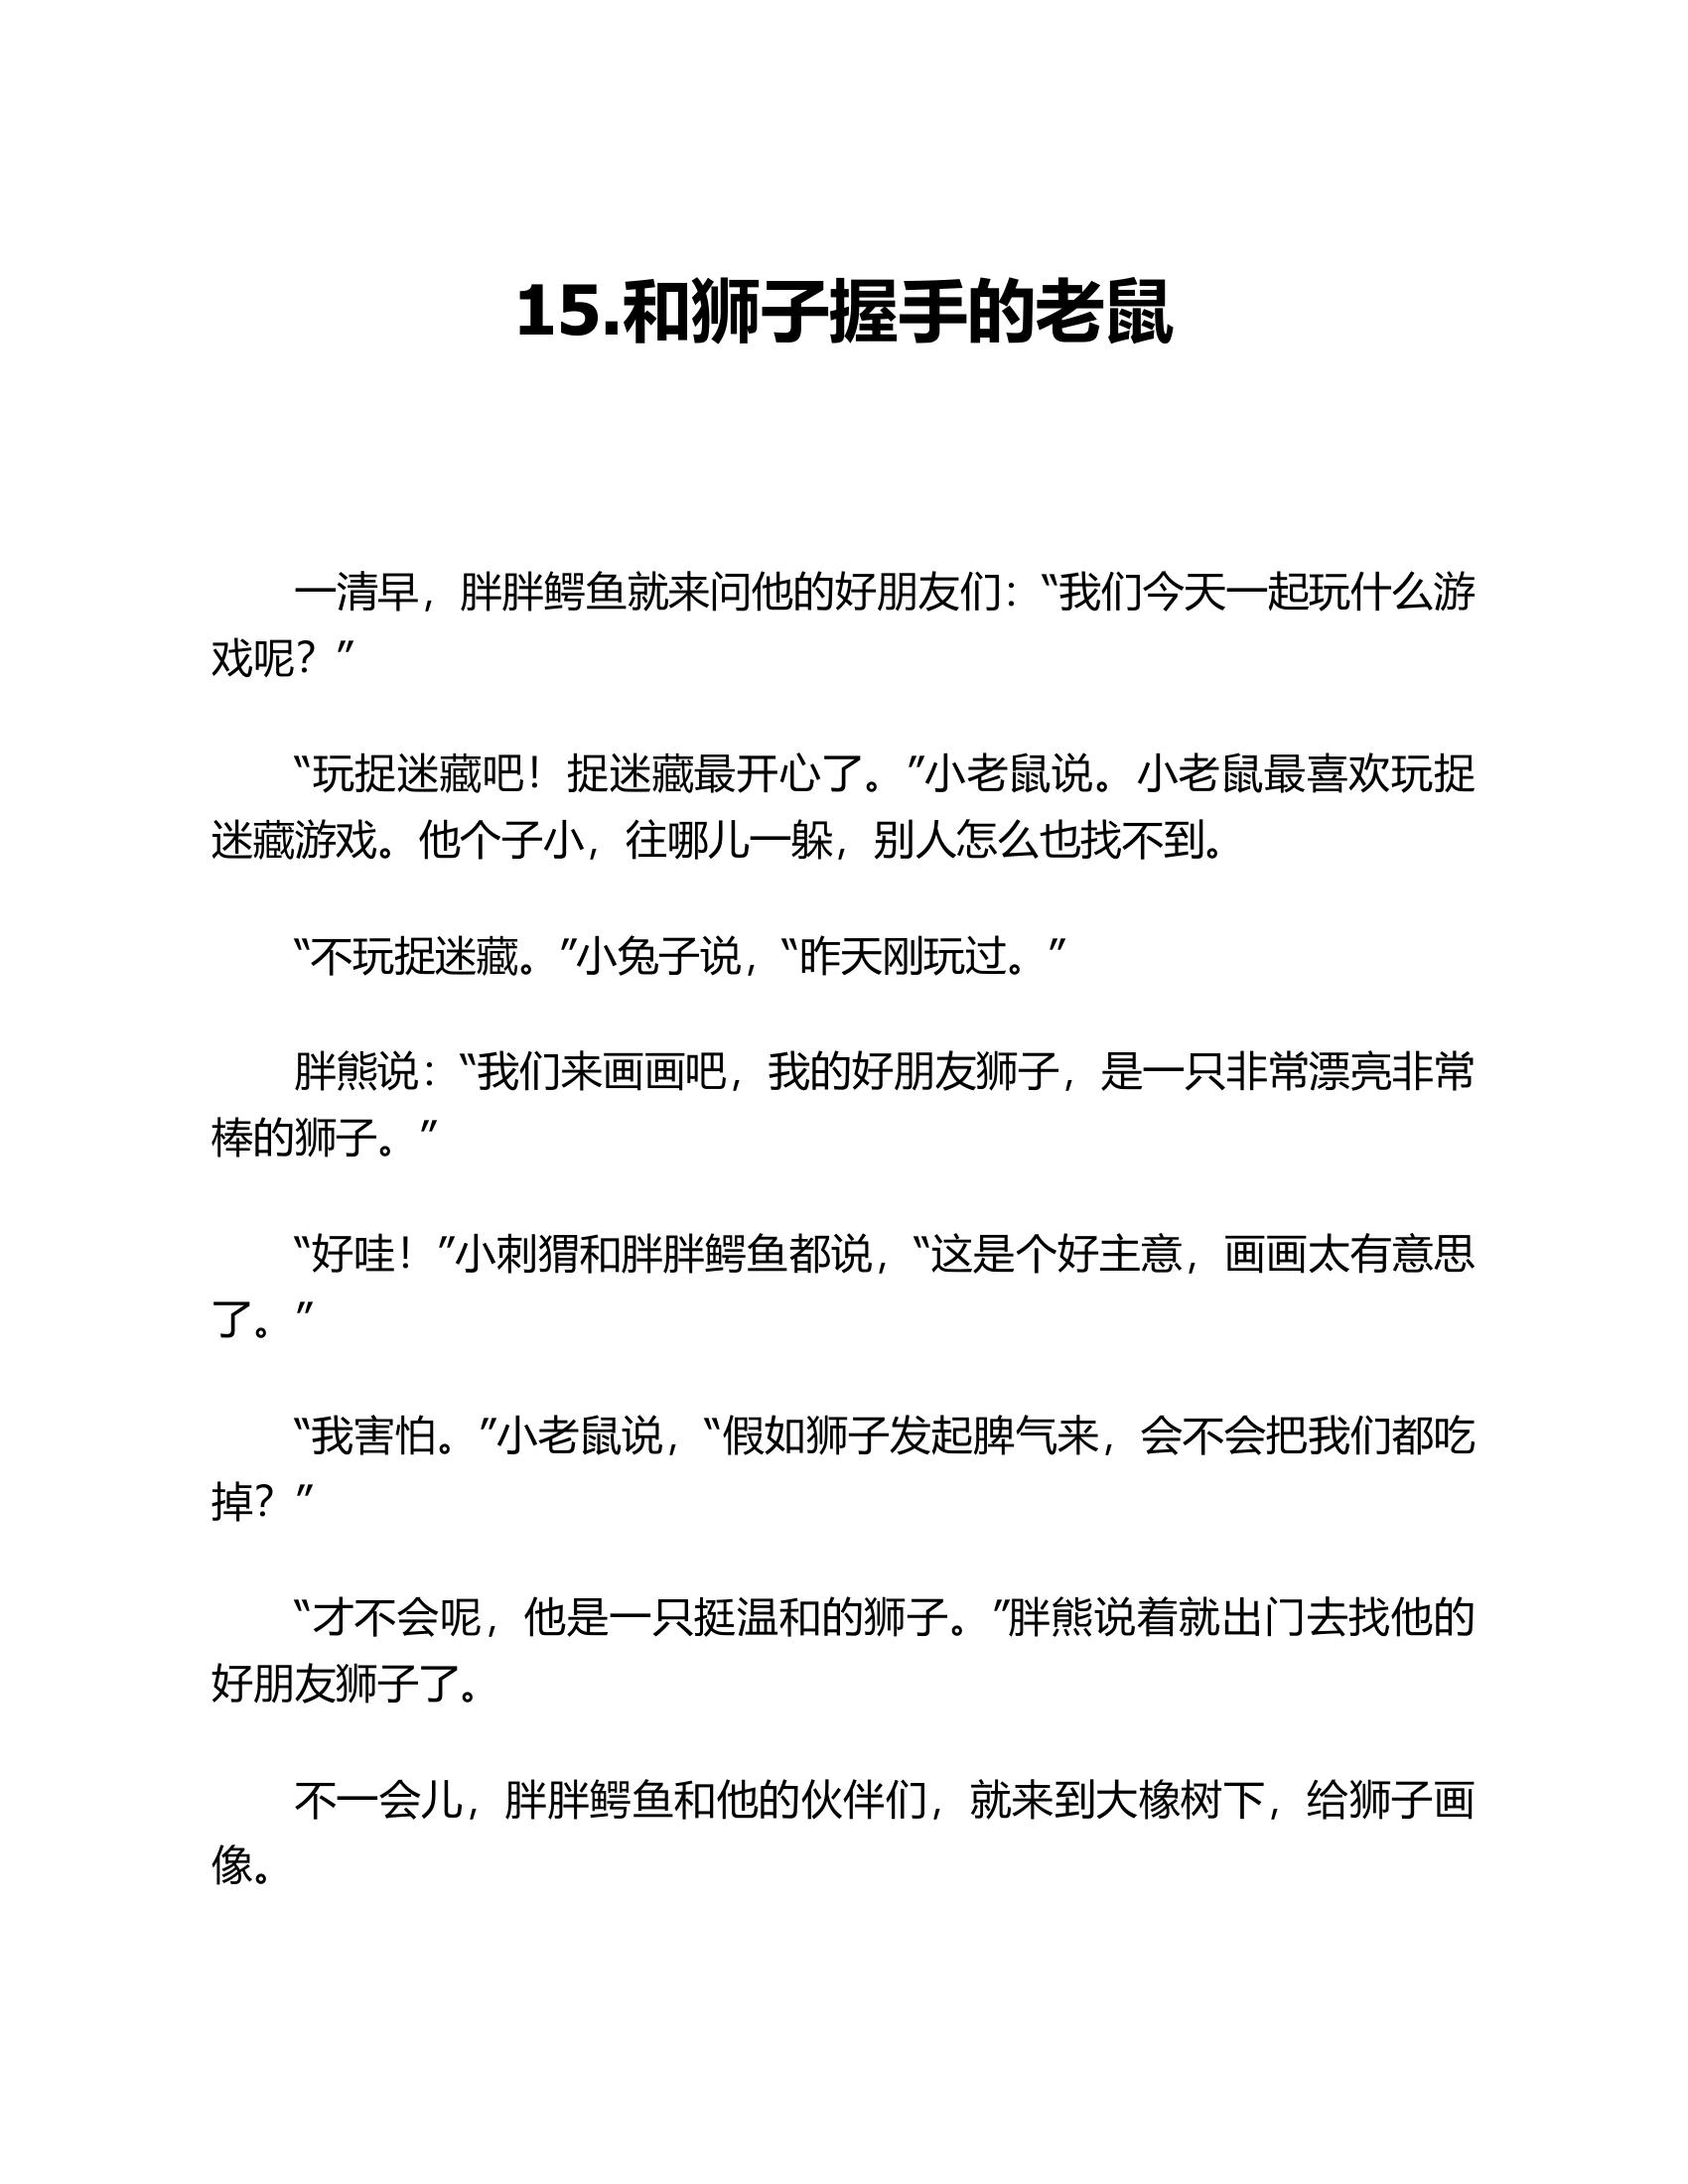 15.和狮子握手的老鼠
一清早，胖胖鳄鱼就来问他的好朋友们：“我们今天一起玩什么游
戏呢？”
“玩捉迷藏吧！捉迷藏最开心了。”小老鼠说。小老鼠最喜欢玩捉
迷藏游戏。他个子小，往哪儿一躲，别人怎么也找不到。
“不玩捉迷藏。”小兔子说，“昨天刚玩过。”
胖熊说：“我们来画画吧，我的好朋友狮子，是一只非常漂亮非常
棒的狮子。”
“好哇！”小刺猬和胖胖鳄鱼都说，“这是个好主意，画画太有意思
了。”
“我害怕。”小老鼠说，“假如狮子发起脾气来，会不会把我们都吃
掉？”
“才不会呢，他是一只挺温和的狮子。”胖熊说着就出门去找他的
好朋友狮子了。
不一会儿，胖胖鳄鱼和他的伙伴们，就来到大橡树下，给狮子画
像。